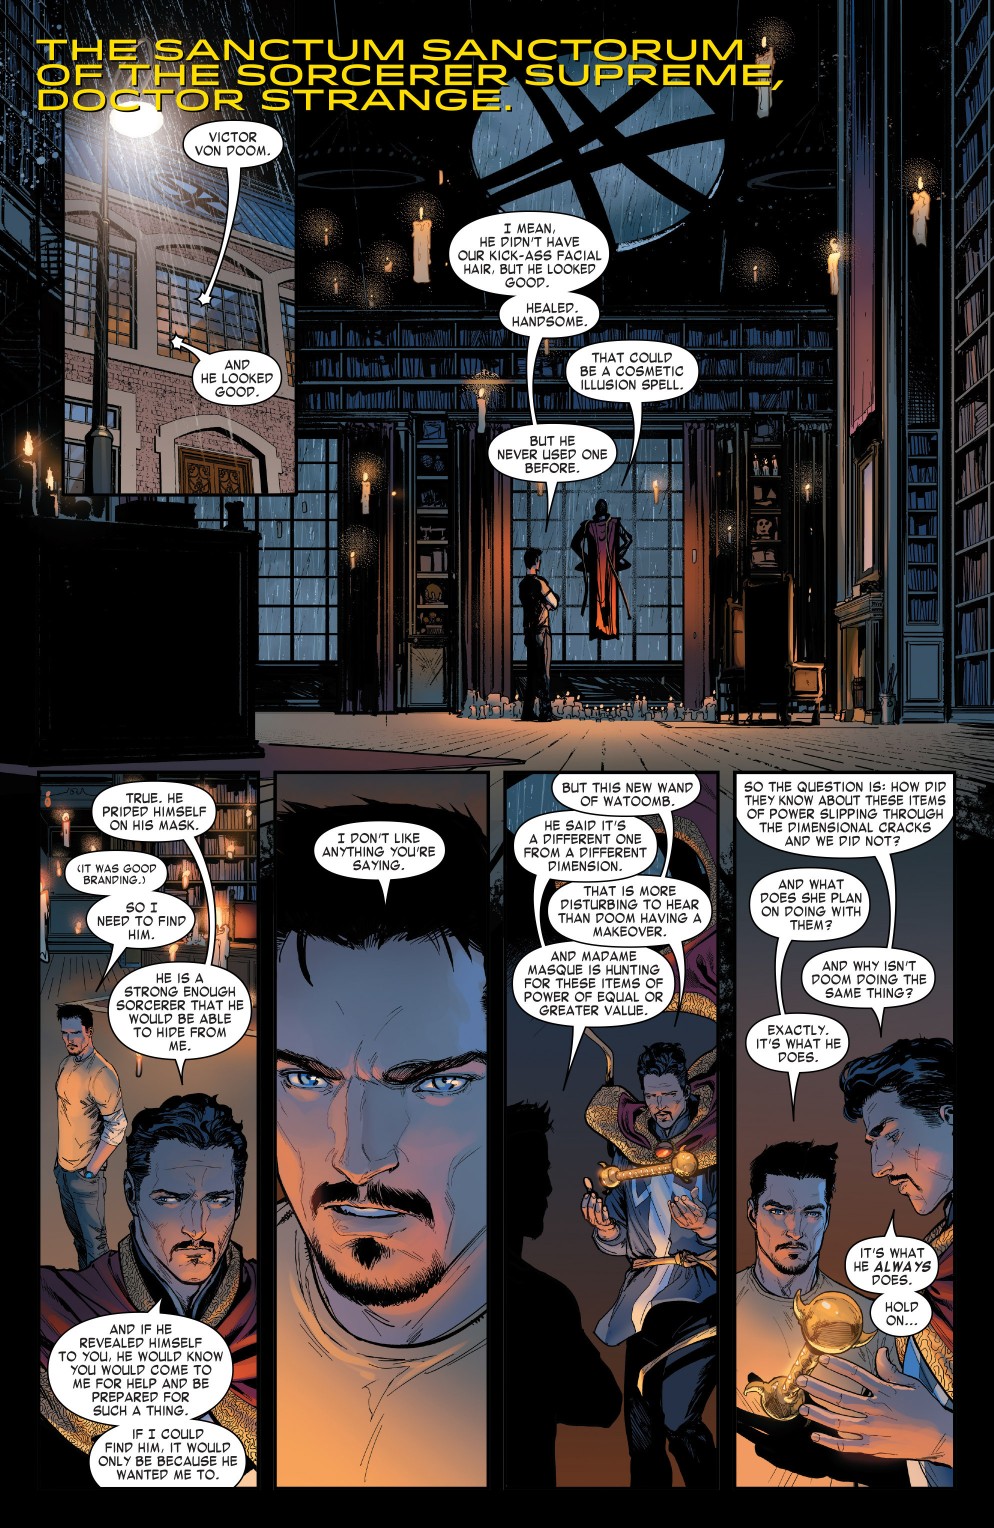 THE SANCTUM SANCTORUM
OF THE SORCERER SUPREME,
DOCTOR STRANGE.
VICTOR
VON DOOM.
AND
HE LOOKED
GOOD.
I MEAN,
HE DIDN'T HAVE
OUR KICK-ASS FACIAL
HAIR, BUT HE LOOKED
GOOD.
HEALED.
HANDSOME.
THAT COULD
BE A COSMETIC
ILLUSION SPELL.
BUT HE
NEVER USED ONE
BEFORE.
TRUE. HE
PRIDED HIMSELF
ON HIS MASK.
(IT WAS GOOD
BRANDING.)
SO I
NEED TO FIND
HIM.
HE IS A
STRONG ENOUGH
SORCERER THAT HE
WOULD BE ABLE
TO HIDE FROM
ME.
AND IF HE
REVEALED HIMSELF
TO YOU, HE WOULD KNOW
YOU WOULD COME TO
ME FOR HELP AND BE
PREPARED FOR
SUCH A THING.
IF I COULD
FIND HIM, IT WOULD
ONLY BE BECAUSE HE
WANTED ME TO.
I DON'T LIKE
ANYTHING YOU'RE
SAYING.
BUT THIS NEW WAND
OF WATOOMB.
HE SAID IT'S
A DIFFERENT ONE
FROM A DIFFERENT
DIMENSION.
THAT IS MORE
DISTURBING TO HEAR
THAN DOOM HAVING A
MAKEOVER.
AND MADAME
MASQUE IS HUNTING
FOR THESE ITEMS OF
POWER OF EQUAL OR
GREATER VALUE.
SO THE QUESTION IS: HOW DID
THEY KNOW ABOUT THESE ITEMS
OF POWER SLIPPING THROUGH
THE DIMENSIONAL CRACKS
AND WE DID NOT?
AND WHAT
DOES SHE PLAN
ON DOING WITH
THEM?
AND WHY ISN'T
DOOM DOING THE
SAME THING?
EXACTLY.
IT'S WHAT HE
DOES.
IT'S WHAT
HE ALWAYS
DOES.
HOLD
ON...